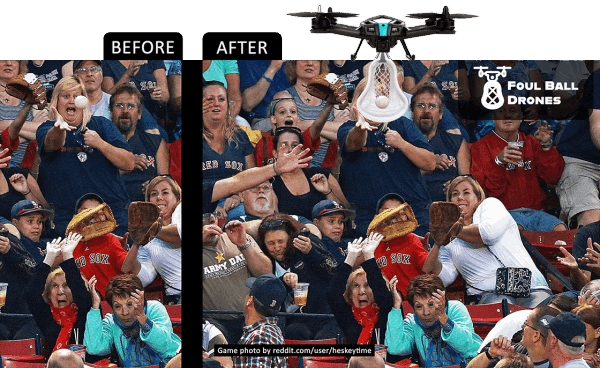 BEFORE
AFTER
FOUL BALL
DRONES
RED SOX
ARMY DAD
RED SOX
RED SOX
Game photo by reddit.com/user/heskeytime